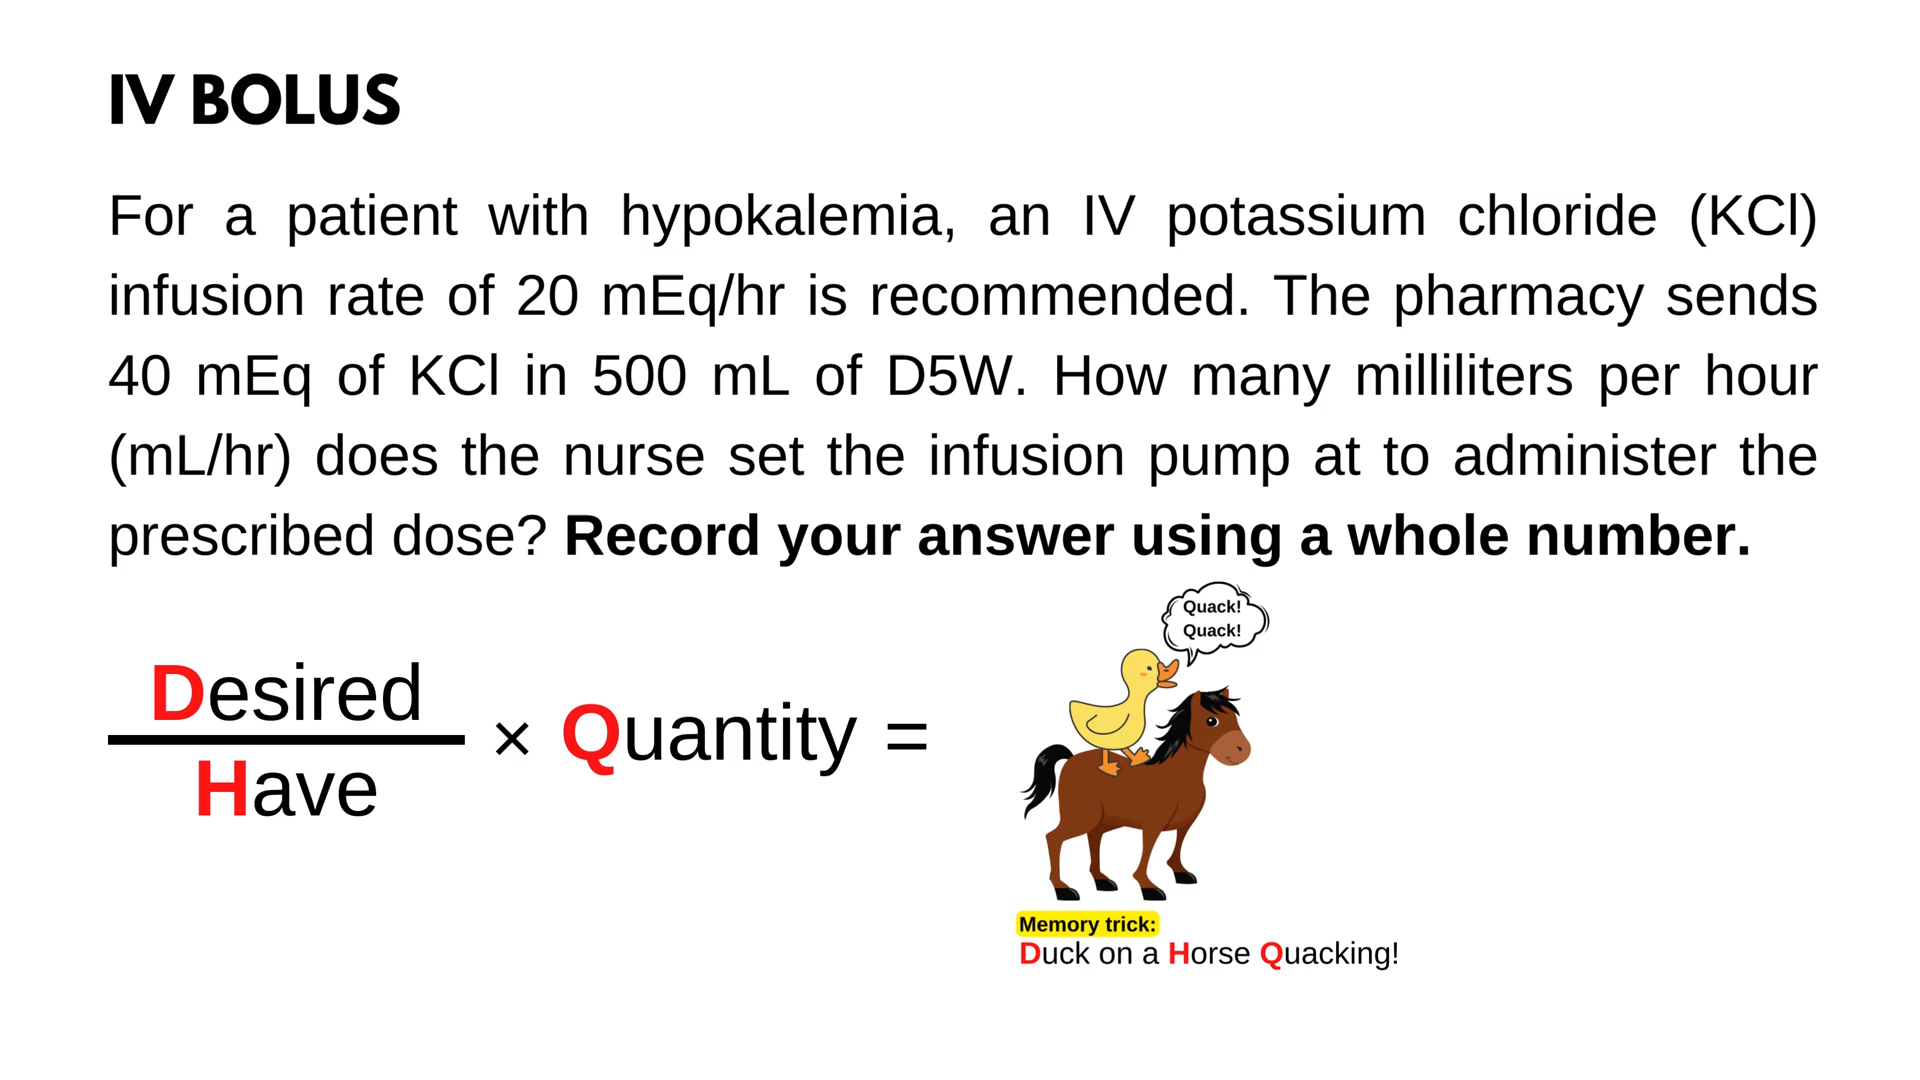 IV BOLUS
For a patient with hypokalemia, an IV potassium chloride (KCl)
infusion rate of 20 mEq/hr is recommended. The pharmacy sends
40 mEq of KCl in 500 mL of D5W. How many milliliters per hour
(mL/hr) does the nurse set the infusion pump at to administer the
prescribed dose? Record your answer using a whole number.
Quack!
Quack!
Desired
Have
× Quantity =
Memory trick:
Duck on a Horse Quacking!